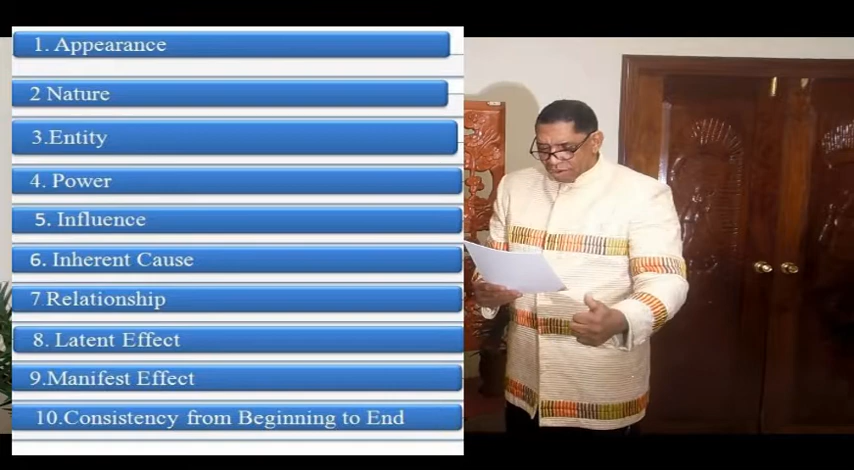 1. Appearance
2 Nature
3.Entity
4. Power
5. Influence
6. Inherent Cause
7 Relationship
8. Latent Effect
9.Manifest Effect
10.Consistency from Beginning to End